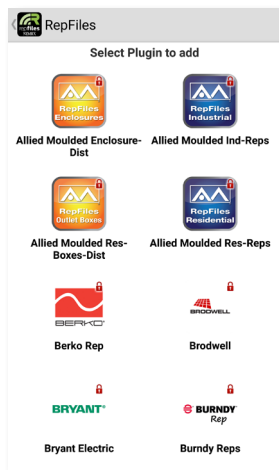 RepFiles
repfiles
YEMIX
Select Plugin to add
RepFiles
Enclosures
RepFiles
Industrial
Allied Moulded Enclosure-
Dist
Allied Moulded Ind-Reps
RepFiles
Outlet Boxes
RepFiles
Residential
Allied Moulded Res-
Boxes-Dist
Allied Moulded Res-Reps
BERKO
BRODWELL
Berko Rep
Brodwell
BRYANT
BURNDY
Rep
Bryant Electric
Burndy Reps